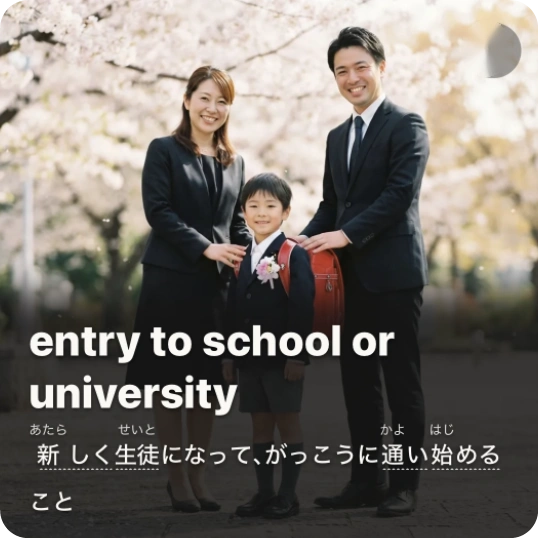 entry to school or
university
あたら せいと かよ はじ
新しく生徒になって、がっこうに通い始める
こと